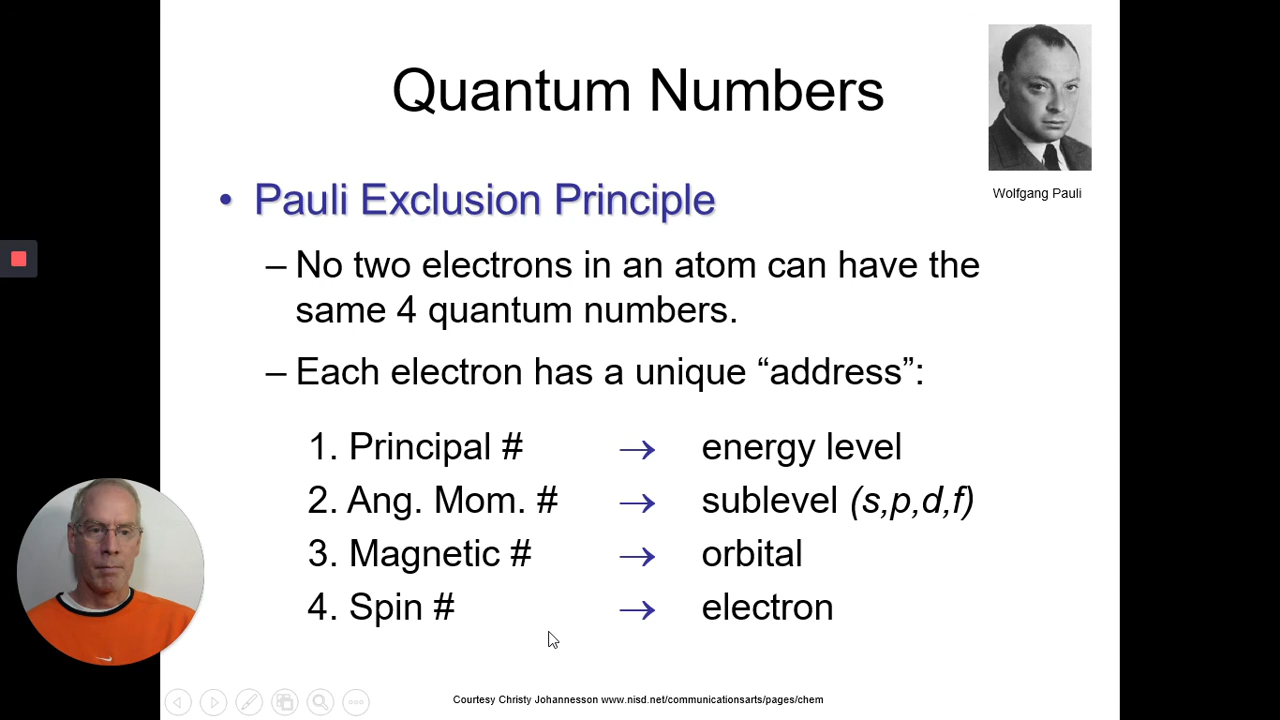 Quantum Numbers
Wolfgang Pauli
• Pauli Exclusion Principle
– No two electrons in an atom can have the
same 4 quantum numbers.
– Each electron has a unique “address”:
1. Principal # → energy level
2. Ang. Mom. # → sublevel (s,p,d,f)
3. Magnetic # → orbital
4. Spin # → electron
Courtesy Christy Johannesson www.nisd.net/communicationsarts/pages/chem